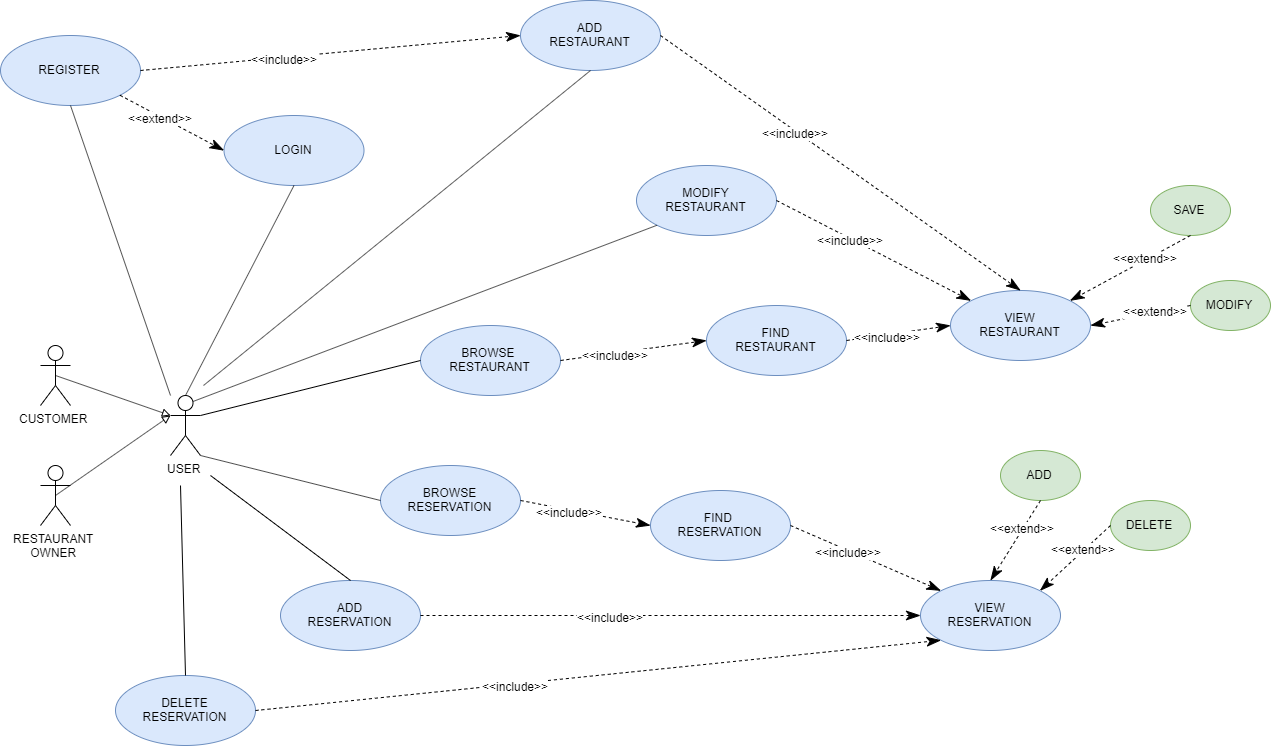 ADD
RESTAURANT
REGISTER
<<include>>
<<extend>>
LOGIN
<<include>>
MODIFY
RESTAURANT
SAVE
<<include>>
<<extend>>
MODIFY
<<extend>>
VIEW
RESTAURANT
FIND
RESTAURANT
<<include>>
BROWSE
RESTAURANT
<<include>>
CUSTOMER
USER
RESTAURANT
OWNER
BROWSE
RESERVATION
<<include>>
FIND
RESERVATION
ADD
<<extend>>
DELETE
<<extend>>
<<include>>
ADD
RESERVATION
<<include>>
VIEW
RESERVATION
<<include>>
DELETE
RESERVATION